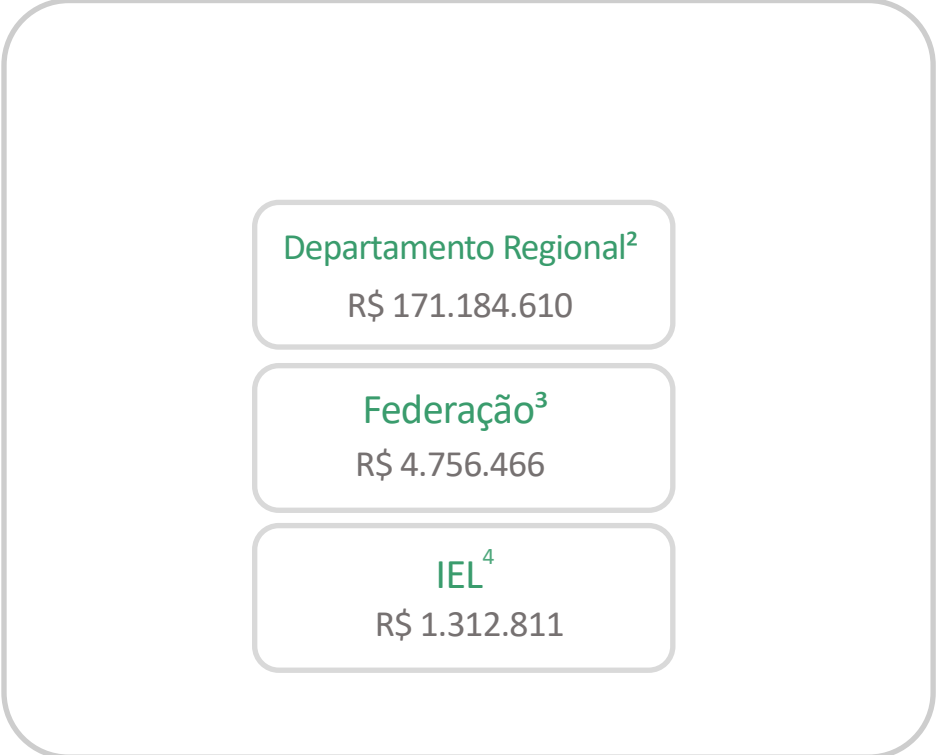 Departamento Regional²
R$ 171.184.610
Federação³
R$ 4.756.466
IEL⁴
R$ 1.312.811